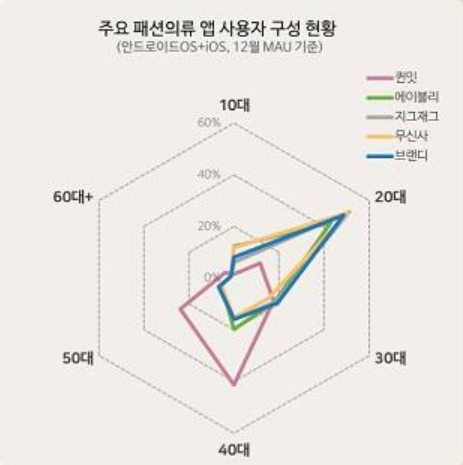 주요 패션의류 앱 사용자 구성 현황
(안드로이드OS+iOS, 12월 MAU 기준)
퀸잇
에이블리
지그재그
무신사
브랜디
10대
60%
40%
20%
0%
60대+
20대
50대
30대
40대